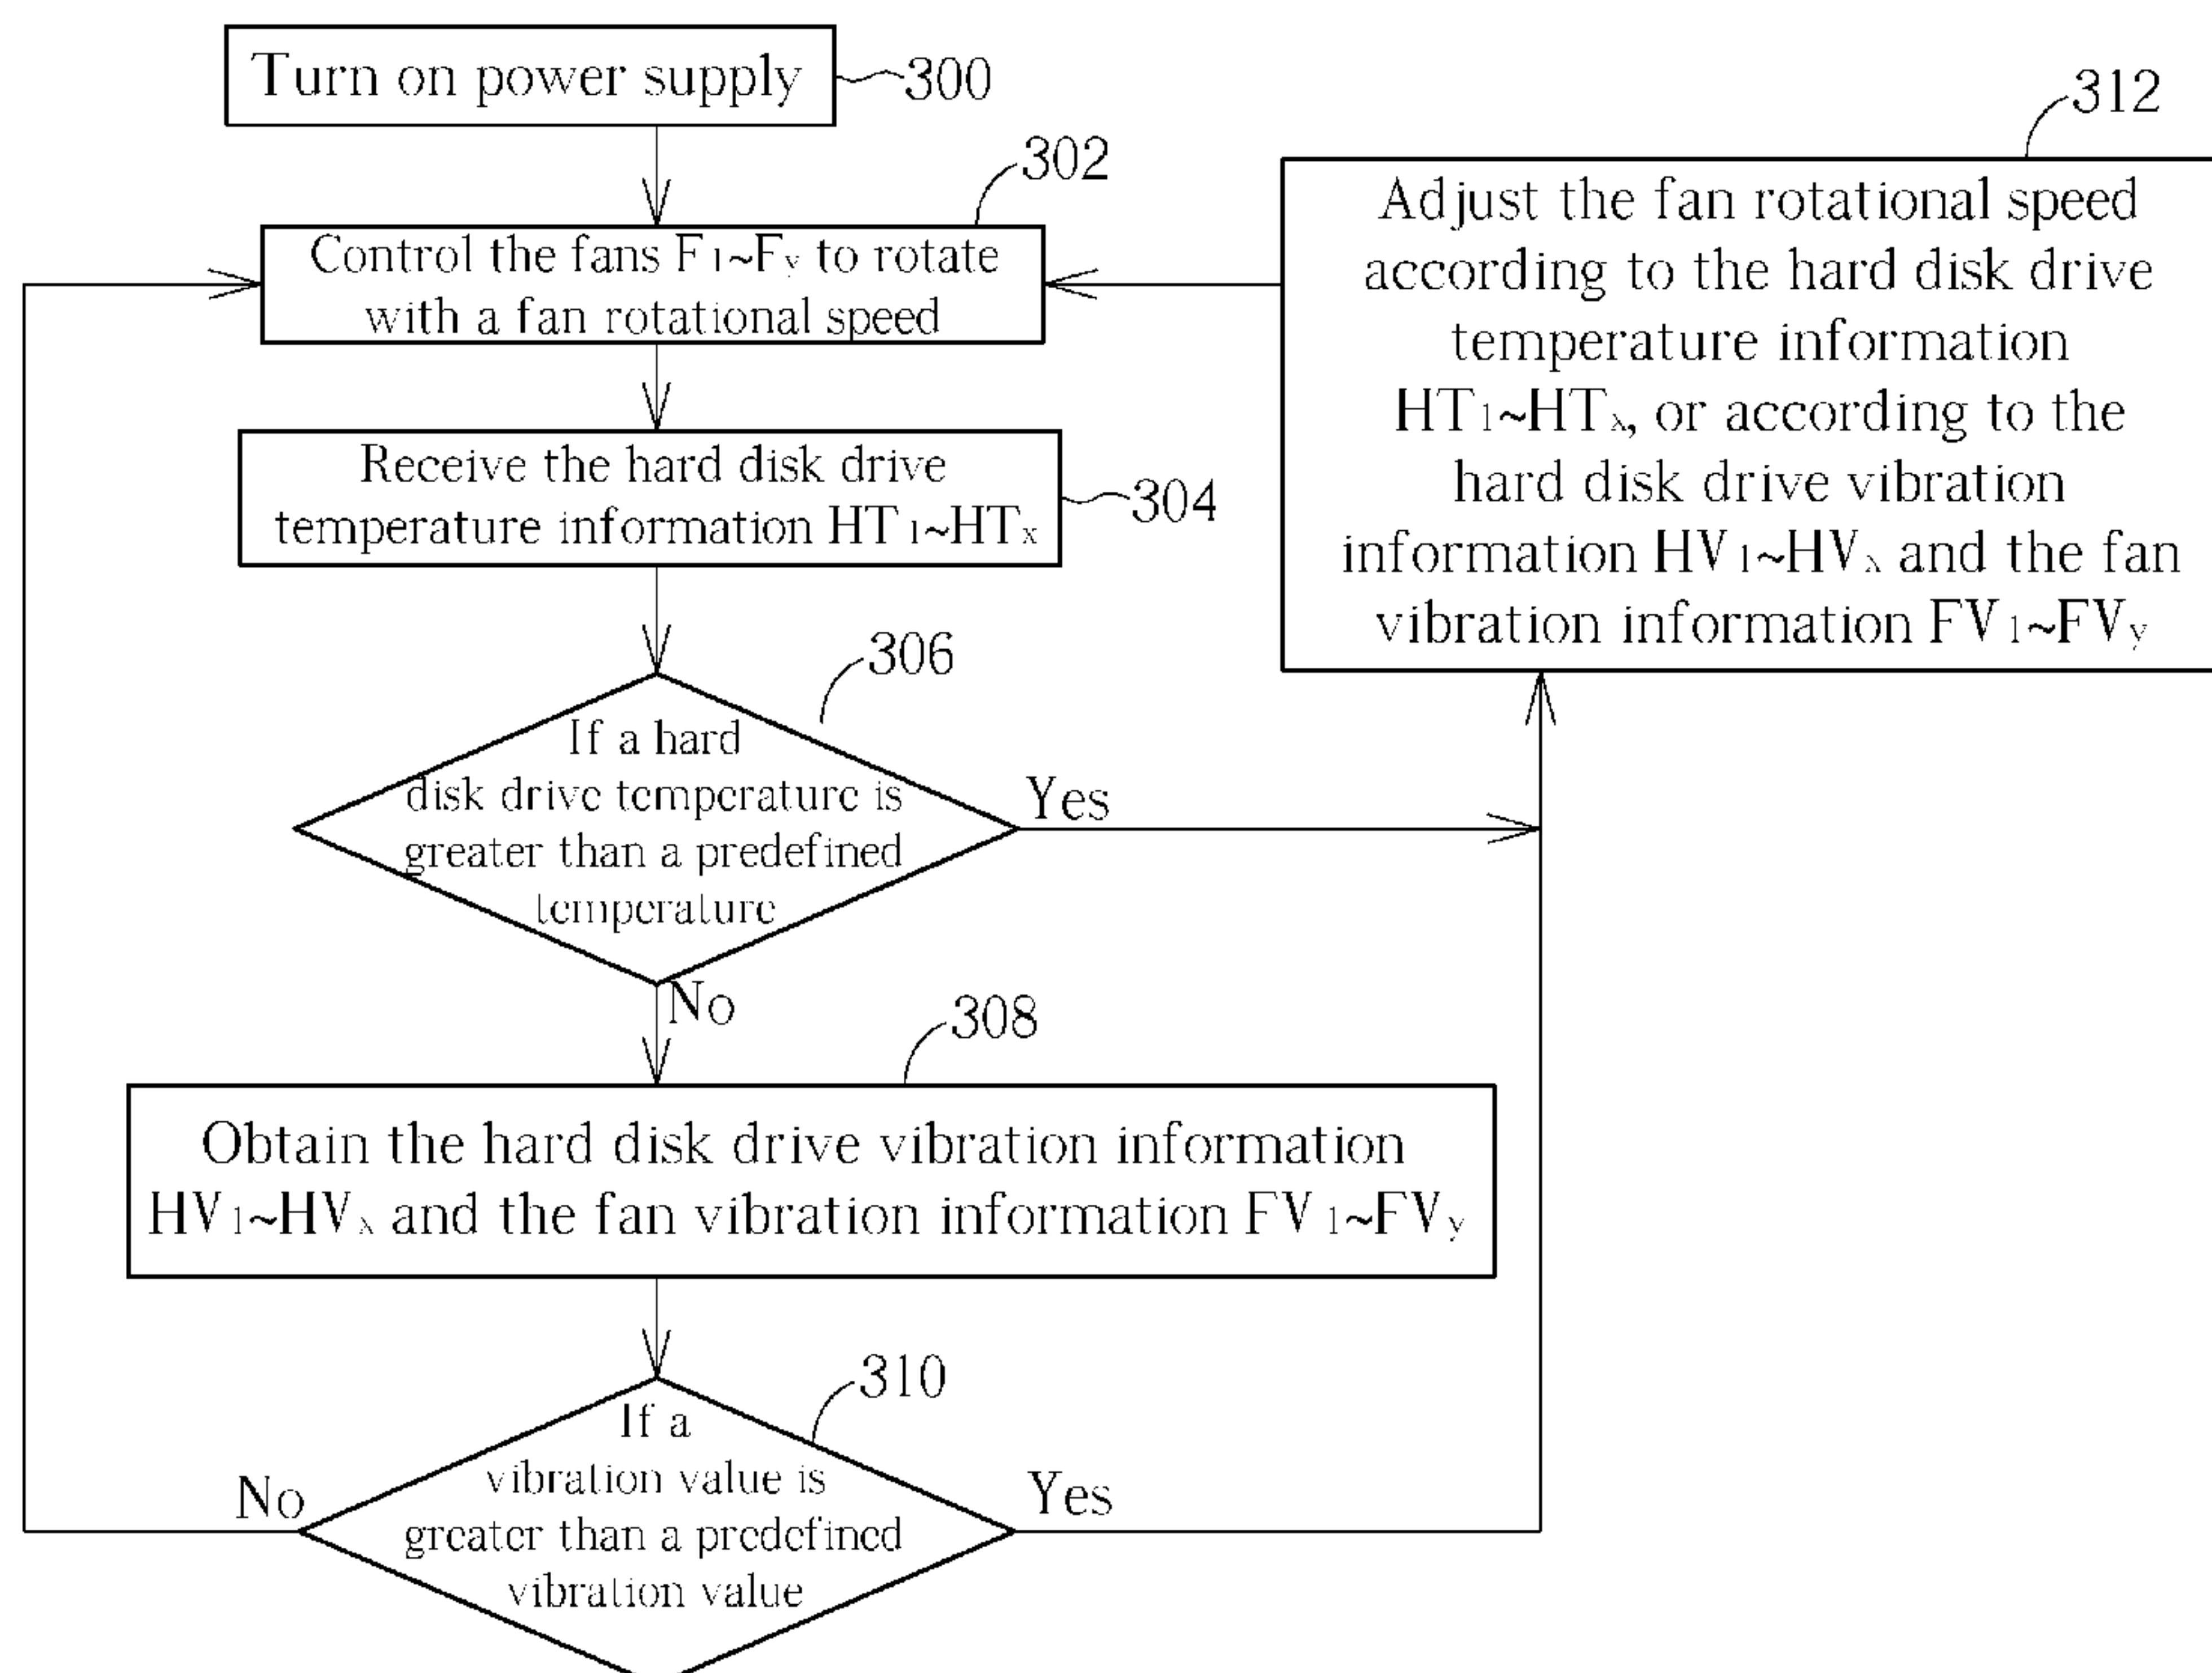 Turn on power supply
300
302
Control the fans F1~Fy to rotate
with a fan rotational speed
Receive the hard disk drive
temperature information HT1~HTx
304
306
If a hard
disk drive temperature is
greater than a predefined
temperature
Yes
No
308
Obtain the hard disk drive vibration information
HV1~HVx and the fan vibration information FV1~FVy
310
If a
vibration value is
greater than a predefined
vibration value
No
Yes
312
Adjust the fan rotational speed
according to the hard disk drive
temperature information
HT1~HTx, or according to the
hard disk drive vibration
information HV1~HVx and the fan
vibration information FV1~FVy